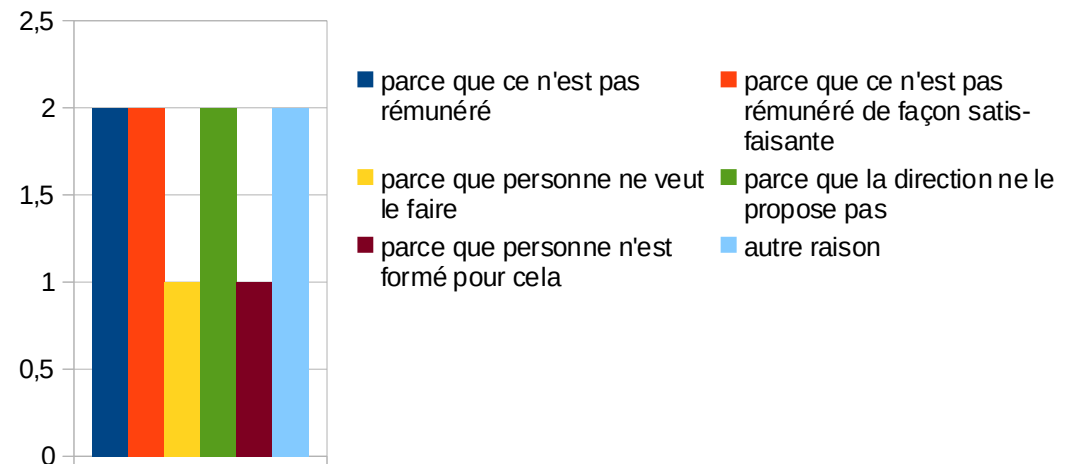 2,5
2
1,5
1
0,5
0
parce que ce n'est pas
rémunéré
parce que ce n'est pas
rémunéré de façon satis-
faisante
parce que personne ne veut
le faire
parce que la direction ne le
propose pas
parce que personne n'est
formé pour cela
autre raison